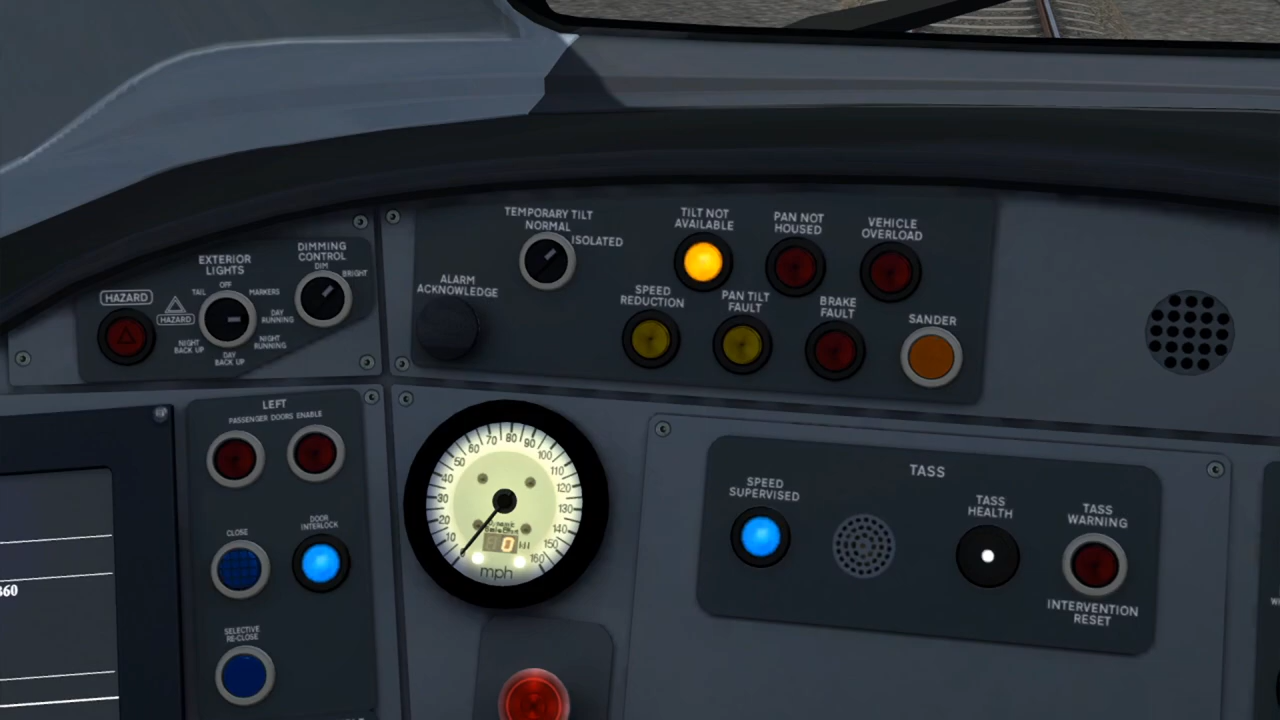 TEMPORARY TILT
NORMAL
ISOLATED
TILT NOT
AVAILABLE
PAN NOT
HOUSED
VEHICLE
OVERLOAD
ALARM
ACKNOWLEDGE
SPEED
REDUCTION
PAN TILT
FAULT
BRAKE
FAULT
SANDER
EXTERIOR
LIGHTS
OFF
TAIL
MARKERS
DAY
RUNNING
NIGHT
RUNNING
DAY
BACK UP
NIGHT
BACK UP
DIMMING
CONTROL
DIM
BRIGHT
HAZARD
HAZARD
LEFT
PASSENGER DOORS ENABLE
CLOSE
DOOR
INTERLOCK
SELECTIVE
RE-CLOSE
360
0
10
20
30
40
50
60
70
80
90
100
110
120
130
140
150
160
0
mph
TASS
SPEED
SUPERVISED
TASS
HEALTH
TASS
WARNING
INTERVENTION
RESET